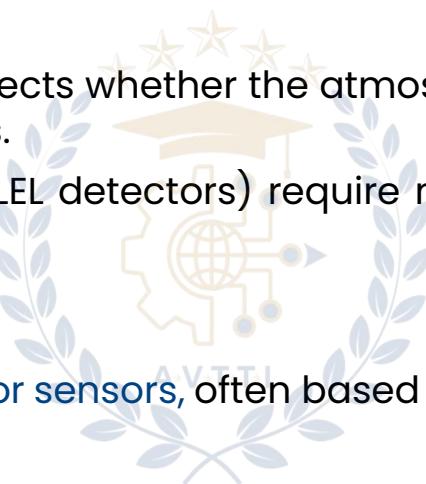 ects whether the atmos
s.
LEL detectors) require r
AVTTI
or sensors, often based